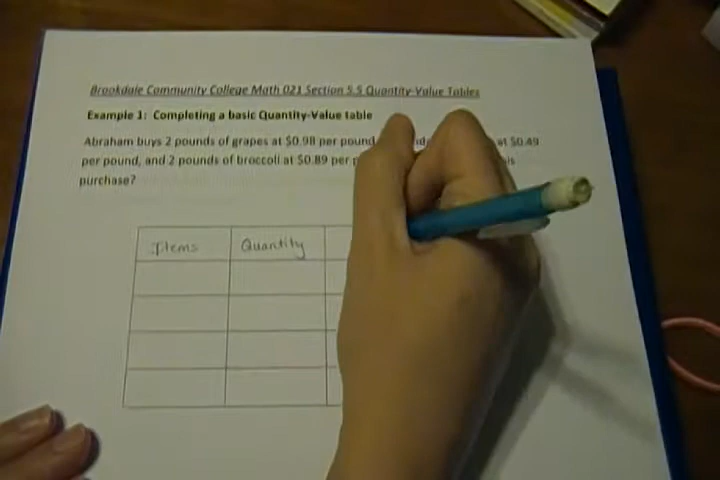 Brookdale Community College Math 021 Section 5.5 Quantity-Value Tables
Example 1: Completing a basic Quantity-Value table
Abraham buys 2 pounds of grapes at $0.98 per pound at $0.49
per pound, and 2 pounds of broccoli at $0.89 per
purchase?
Items Quantity